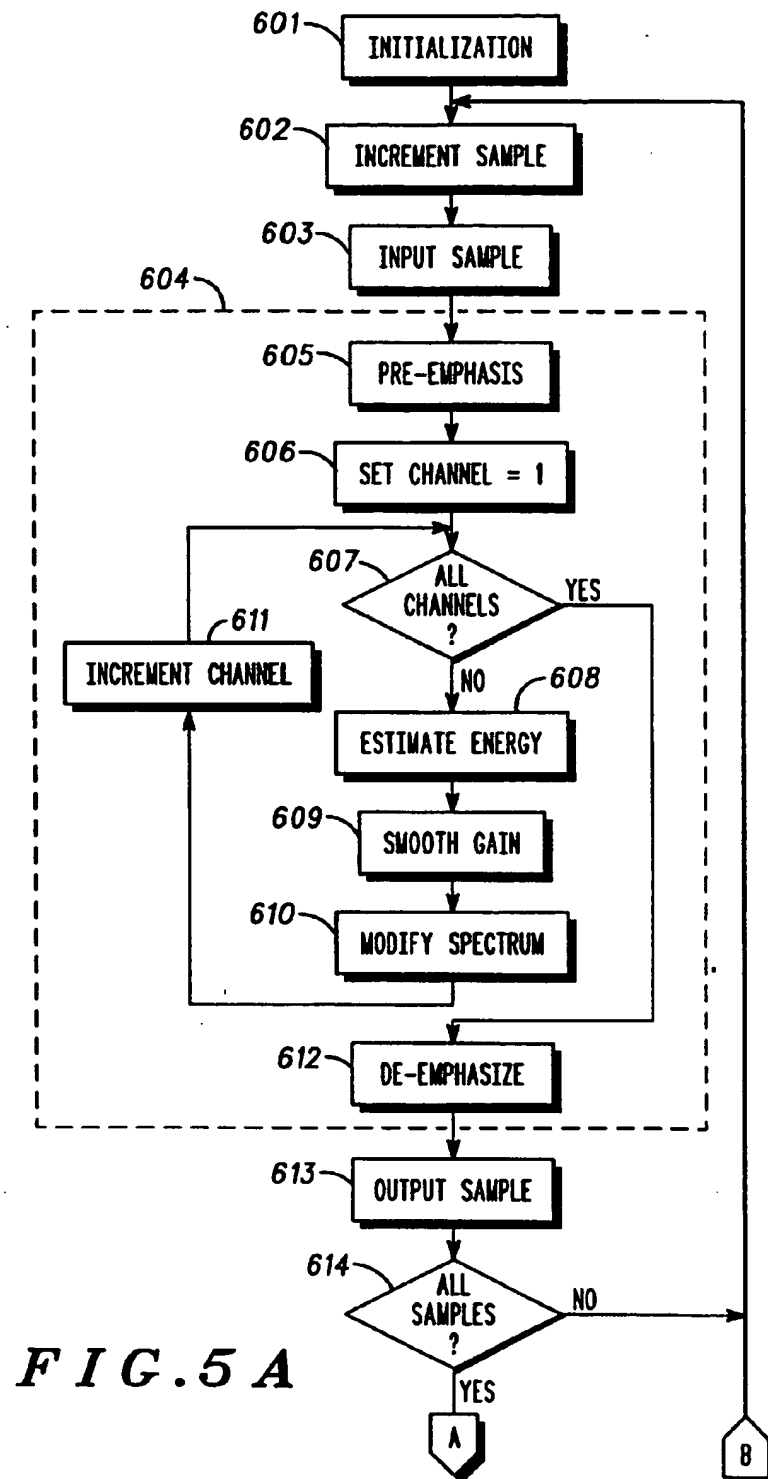 601
INITIALIZATION
602
INCREMENT SAMPLE
603
INPUT SAMPLE
604
605
PRE-EMPHASIS
606
SET CHANNEL = 1
607
ALL
CHANNELS
?
YES
611
INCREMENT CHANNEL
NO
608
ESTIMATE ENERGY
609
SMOOTH GAIN
610
MODIFY SPECTRUM
612
DE-EMPHASIZE
613
OUTPUT SAMPLE
614
ALL
SAMPLES
?
NO
YES
FIG.5A
A
B